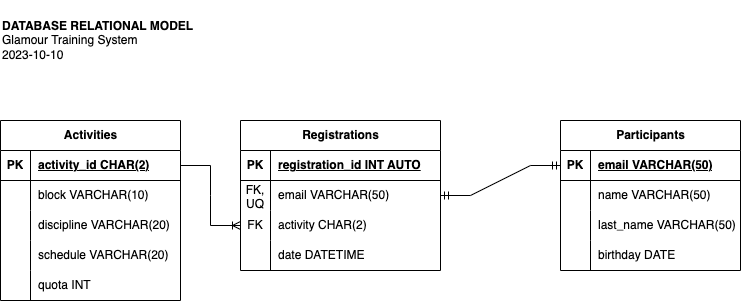 DATABASE RELATIONAL MODEL
Glamour Training System
2023-10-10
Activities
PK activity_id CHAR(2)
block VARCHAR(10)
discipline VARCHAR(20)
schedule VARCHAR(20)
quota INT
Registrations
PK registration_id INT AUTO
FK, UQ email VARCHAR(50)
FK activity CHAR(2)
date DATETIME
Participants
PK email VARCHAR(50)
name VARCHAR(50)
last_name VARCHAR(50)
birthday DATE